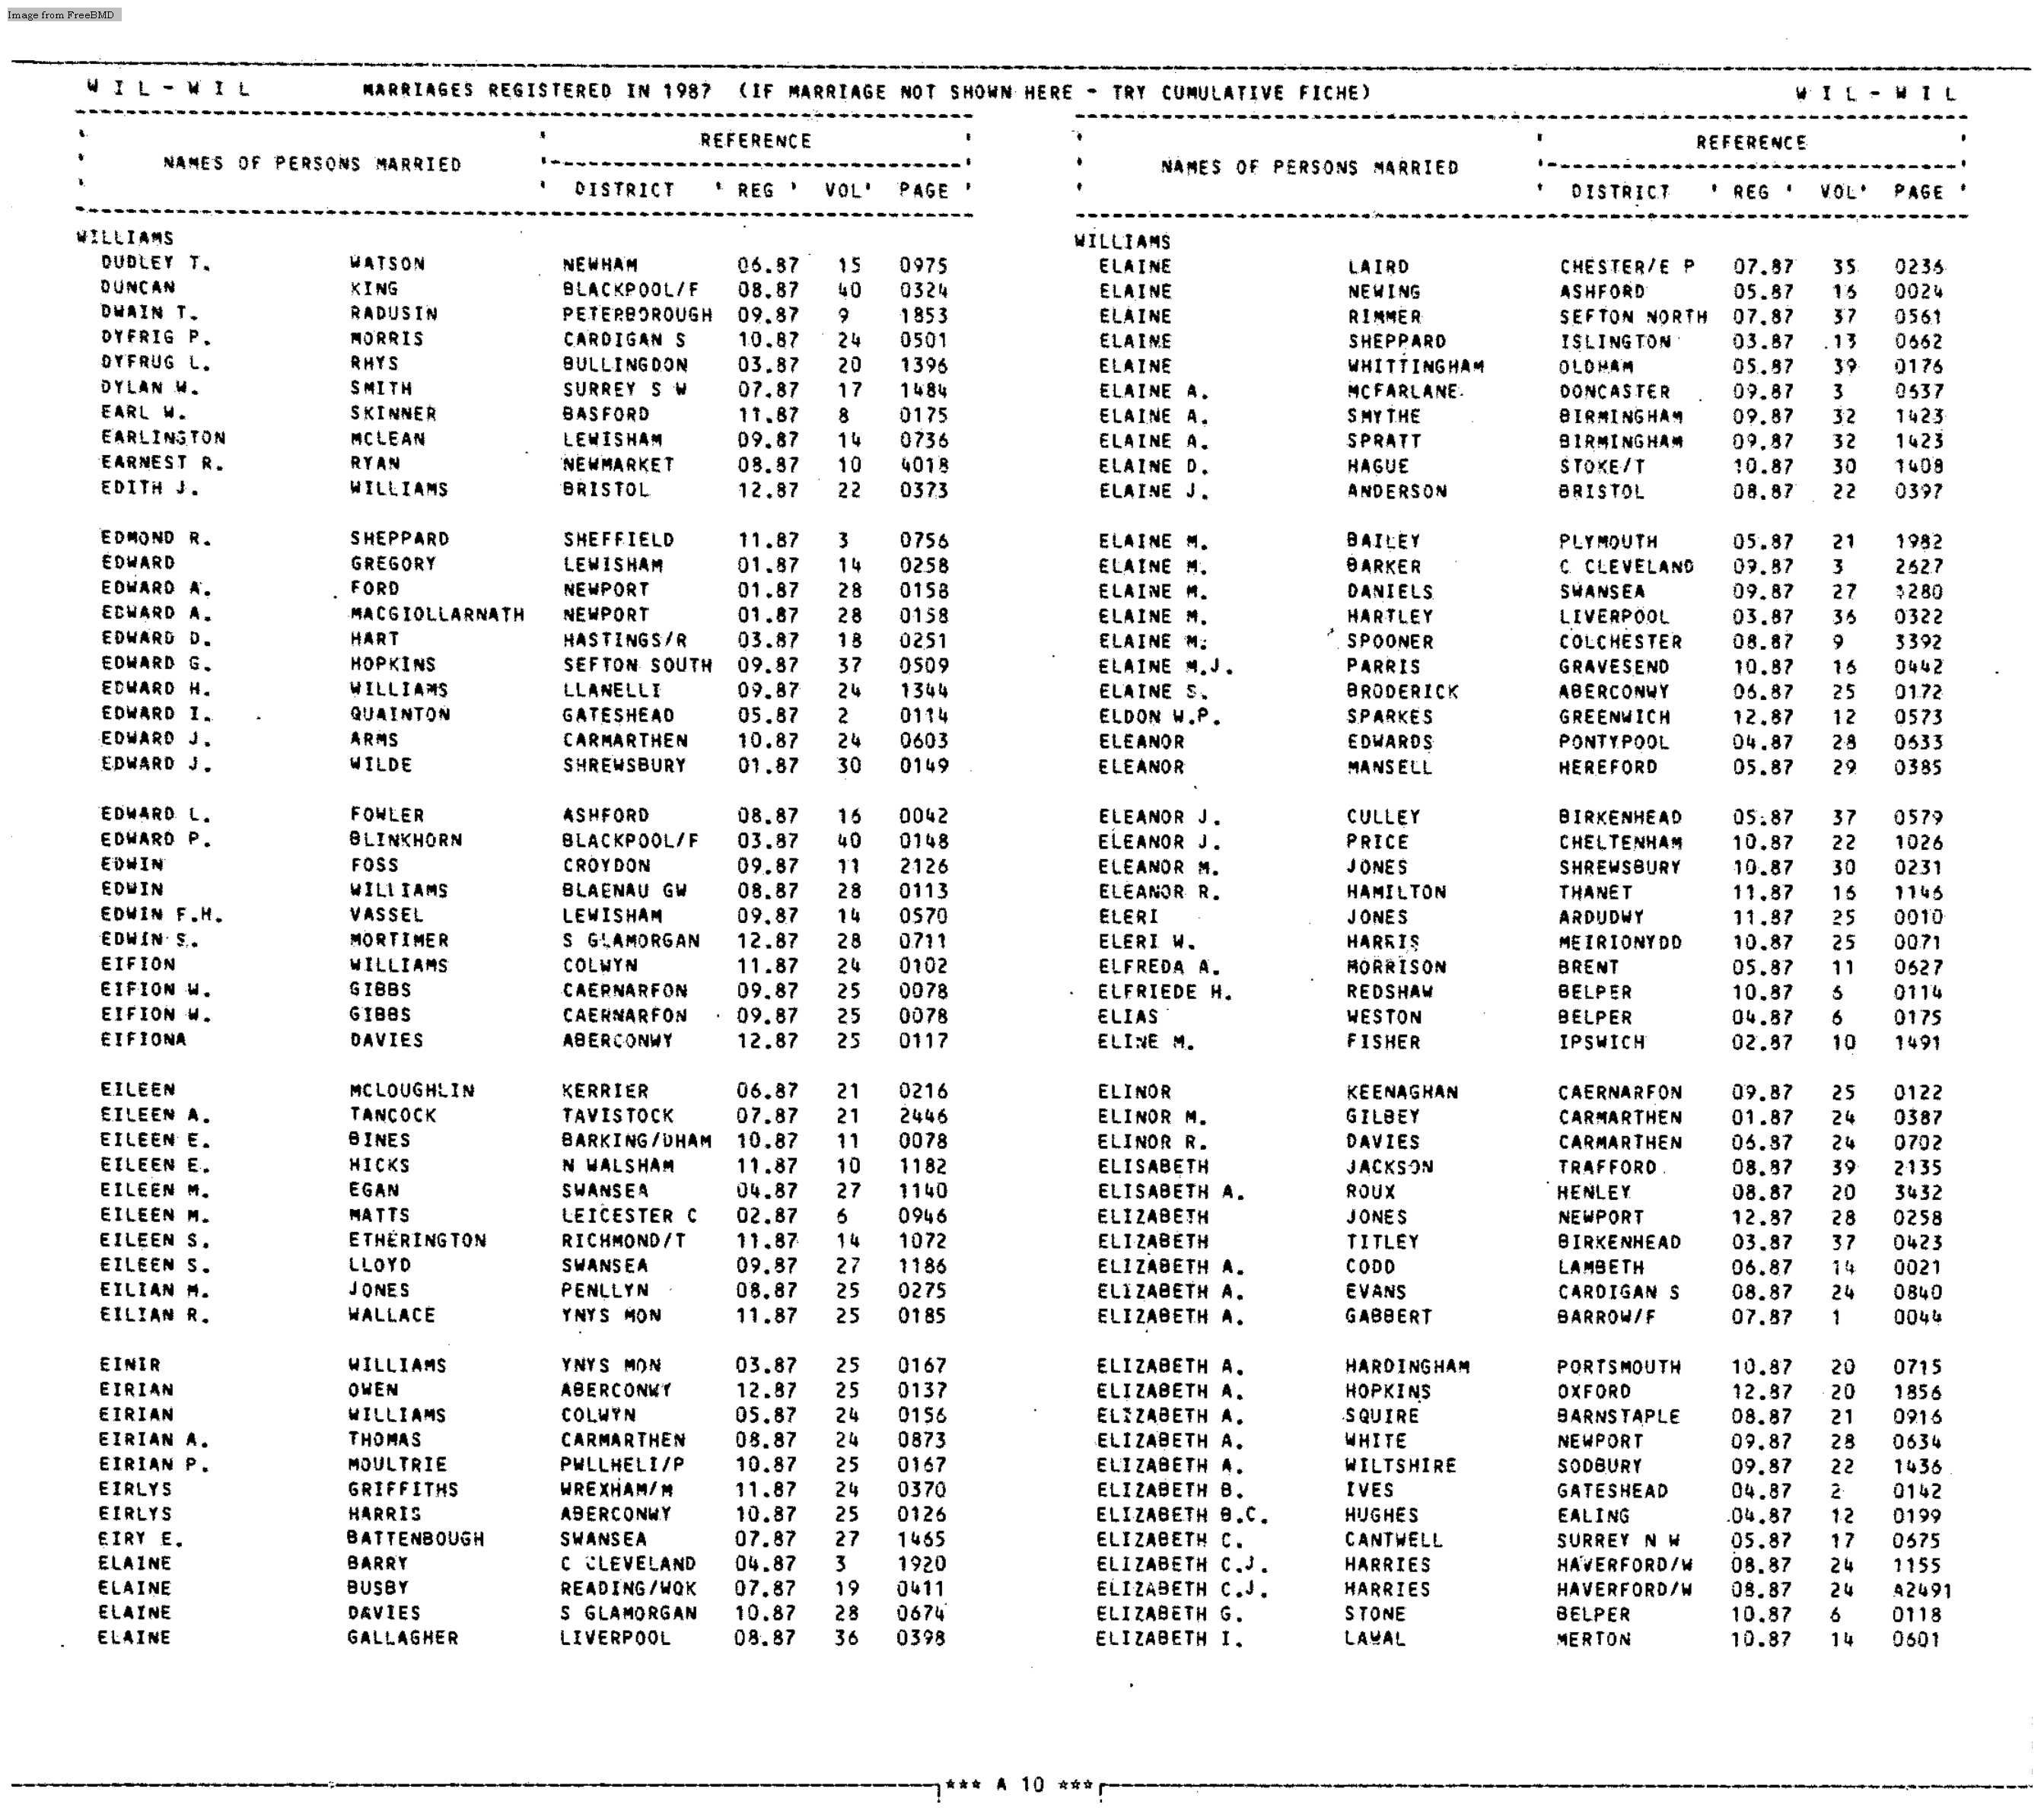 Image from FreeBMD
W I L - W I L MARRIAGES REGISTERED IN 1987 (IF MARRIAGE NOT SHOWN HERE - TRY CUMULATIVE FICHE) W I L - W I L
REFERENCE
NAMES OF PERSONS MARRIED
DISTRICT REG VOL PAGE
WILLIAMS
DUDLEY T. WATSON NEWHAM 06.87 15 0975
DUNCAN KING BLACKPOOL/F 08.87 40 0324
DWAIN T. RADUSIN PETERBOROUGH 09.87 9 1853
DYFRIG P. MORRIS CARDIGAN S 10.87 24 0501
DYFRUG L. RHYS BULLINGDON 03.87 20 1396
DYLAN W. SMITH SURREY S W 07.87 17 1484
EARL W. SKINNER BASFORD 11.87 8 0175
EARLINGTON MCLEAN LEWISHAM 09.87 14 0736
EARNEST R. RYAN NEWMARKET 08.87 10 4018
EDITH J. WILLIAMS BRISTOL 12.87 22 0373
EDMOND R. SHEPPARD SHEFFIELD 11.87 3 0756
EDWARD GREGORY LEWISHAM 01.87 14 0258
EDWARD A. FORD NEWPORT 01.87 28 0158
EDWARD A. MACGIOLLARNATH NEWPORT 01.87 28 0158
EDWARD D. HART HASTINGS/R 03.87 18 0251
EDWARD G. HOPKINS SEFTON SOUTH 09.87 37 0509
EDWARD H. WILLIAMS LLANELLI 09.87 24 1344
EDWARD I. QUAINTON GATESHEAD 05.87 2 0114
EDWARD J. ARMS CARMARTHEN 10.87 24 0603
EDWARD J. WILDE SHREWSBURY 01.87 30 0149
EDWARD L. FOWLER ASHFORD 08.87 16 0042
EDWARD P. BLINKHORN BLACKPOOL/F 03.87 40 0148
EDWIN FOSS CROYDON 09.87 11 2126
EDWIN WILLIAMS BLAENAU GW 08.87 28 0113
EDWIN F.H. VASSEL LEWISHAM 09.87 14 0570
EDWIN S. MORTIMER S GLAMORGAN 12.87 28 0711
EIFION WILLIAMS COLWYN 11.87 24 0102
EIFION W. GIBBS CAERNARFON 09.87 25 0078
EIFION W. GIBBS CAERNARFON 09.87 25 0078
EIFIONA DAVIES ABERCONWY 12.87 25 0117
EILEEN MCLOUGHLIN KERRIER 06.87 21 0216
EILEEN A. TANCOCK TAVISTOCK 07.87 21 2446
EILEEN E. BINES BARKING/DHAM 10.87 11 0078
EILEEN E. HICKS N WALSHAM 11.87 10 1182
EILEEN M. EGAN SWANSEA 04.87 27 1140
EILEEN M. MATTS LEICESTER C 02.87 6 0946
EILEEN S. ETHERINGTON RICHMOND/T 11.87 14 1072
EILEEN S. LLOYD SWANSEA 09.87 27 1186
EILIAN M. JONES PENLLYN 08.87 25 0275
EILIAN R. WALLACE YNYS MON 11.87 25 0185
EINIR WILLIAMS YNYS MON 03.87 25 0167
EIRIAN OWEN ABERCONWY 12.87 25 0137
EIRIAN WILLIAMS COLWYN 05.87 24 0156
EIRIAN A. THOMAS CARMARTHEN 08.87 24 0873
EIRIAN P. MOULTRIE PWLLHELI/P 10.87 25 0167
EIRLYS GRIFFITHS WREXHAM/M 11.87 24 0370
EIRLYS HARRIS ABERCONWY 10.87 25 0126
EIRY E. BATTENBOUGH SWANSEA 07.87 27 1465
ELAINE BARRY C CLEVELAND 04.87 3 1920
ELAINE BUSBY READING/WOK 07.87 19 0411
ELAINE DAVIES S GLAMORGAN 10.87 28 0674
ELAINE GALLAGHER LIVERPOOL 08.87 36 0398
REFERENCE
NAMES OF PERSONS MARRIED
DISTRICT REG VOL PAGE
WILLIAMS
ELAINE LAIRD CHESTER/E P 07.87 35 0236
ELAINE NEWING ASHFORD 05.87 16 0024
ELAINE RIMMER SEFTON NORTH 07.87 37 0561
ELAINE SHEPPARD ISLINGTON 03.87 13 0662
ELAINE WHITTINGHAM OLDHAM 05.87 39 0176
ELAINE A. MCFARLANE DONCASTER 09.87 3 0637
ELAINE A. SMYTHE BIRMINGHAM 09.87 32 1423
ELAINE A. SPRATT BIRMINGHAM 09.87 32 1423
ELAINE D. HAGUE STOKE/T 10.87 30 1408
ELAINE J. ANDERSON BRISTOL 08.87 22 0397
ELAINE M. BAILEY PLYMOUTH 05.87 21 1982
ELAINE M. BARKER C CLEVELAND 09.87 3 2627
ELAINE M. DANIELS SWANSEA 09.87 27
ELAINE M. HARTLEY LIVERPOOL 03.87 36 0322
ELAINE M. SPOONER COLCHESTER 08.87 9 3392
ELAINE M.J. PARRIS GRAVESEND 10.87 16 0442
ELAINE S. BRODERICK ABERCONWY 06.87 25 0172
ELDON W.P. SPARKES GREENWICH 12.87 12 0573
ELEANOR EDWARDS PONTYPOOL 04.87 28 0633
ELEANOR MANSELL HEREFORD 05.87 29 0385
ELEANOR J. CULLEY BIRKENHEAD 05.87 37 0579
ELEANOR J. PRICE CHELTENHAM 10.87 22 1026
ELEANOR M. JONES SHREWSBURY 10.87 30 0231
ELEANOR R. HAMILTON THANET 11.87 16 1146
ELERI JONES ARDUDWY 11.87 25 0010
ELERI W. HARRIS MEIRIONYDD 10.87 25 0071
ELFREDA A. MORRISON BRENT 05.87 11 0627
ELFRIEDE H. REDSHAW BELPER 10.87 6 0114
ELIAS WESTON BELPER 04.87 6 0175
ELINE M. FISHER IPSWICH 02.87 10 1491
ELINOR KEENAGHAN CAERNARFON 09.87 25 0122
ELINOR M. GILBEY CARMARTHEN 01.87 24 0387
ELINOR R. DAVIES CARMARTHEN 06.87 24 0702
ELISABETH JACKSON TRAFFORD 08.87 39 2135
ELISABETH A. ROUX HENLEY 08.87 20 3432
ELIZABETH JONES NEWPORT 12.87 28 0258
ELIZABETH TITLEY BIRKENHEAD 03.87 37 0423
ELIZABETH A. CODD LAMBETH 06.87 14 0021
ELIZABETH A. EVANS CARDIGAN S 08.87 24 0840
ELIZABETH A. GABBERT BARROW/F 07.87 1 0044
ELIZABETH A. HARDINGHAM PORTSMOUTH 10.87 20 0715
ELIZABETH A. HOPKINS OXFORD 12.87 20 1856
ELIZABETH A. SQUIRE BARNSTAPLE 08.87 21 0916
ELIZABETH A. WHITE NEWPORT 09.87 28 0634
ELIZABETH A. WILTSHIRE SODBURY 09.87 22 1436
ELIZABETH B. IVES GATESHEAD 04.87 2 0142
ELIZABETH B.C. HUGHES EALING 04.87 12 0199
ELIZABETH C. CANTWELL SURREY N W 05.87 17 0675
ELIZABETH C.J. HARRIES HAVERFORD/W 08.87 24 1155
ELIZABETH C.J. HARRIES HAVERFORD/W 08.87 24 A2491
ELIZABETH G. STONE BELPER 10.87 6 0118
ELIZABETH I. LAWAL MERTON 10.87 14 0601
*** A 10 ***